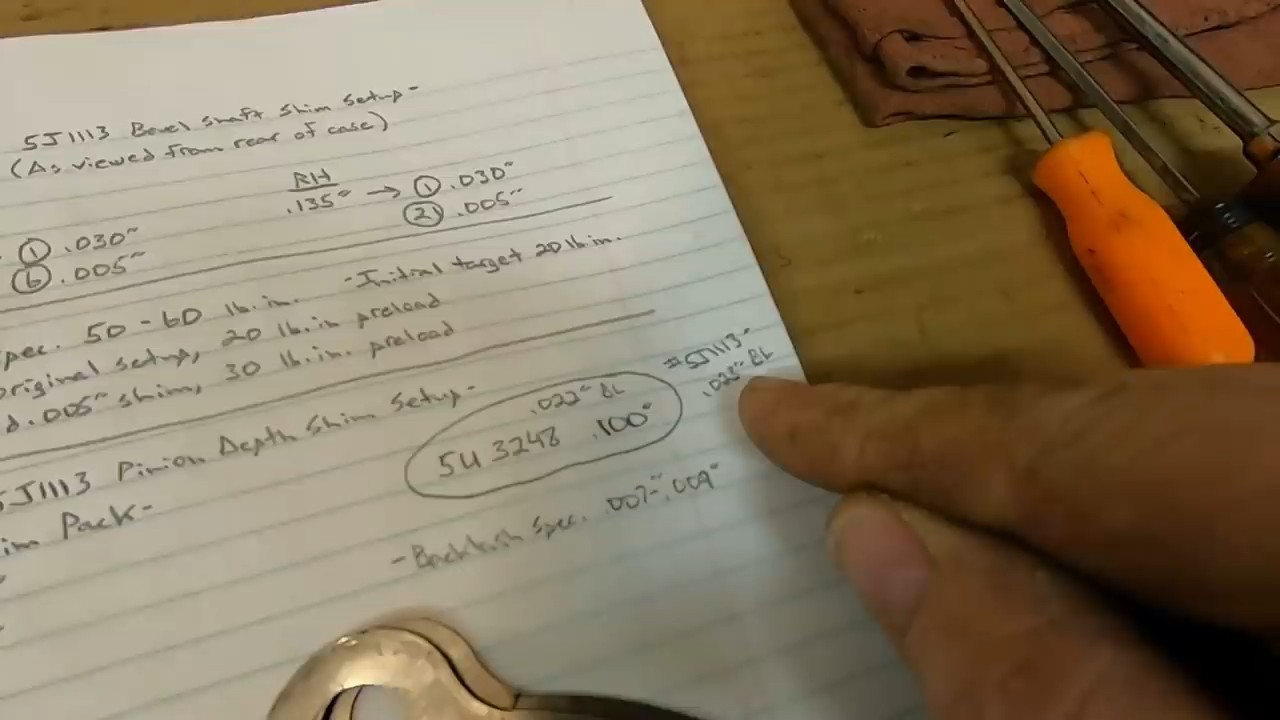 5J1113 Bevel Shaft Shim Setup-
(As viewed from rear of case)
RH
.135" → ① .030"
② .005"
① .030"
⑥ .005"
pec. 50-60 lb.in. -Initial target 20 lb.in.
original setup, 20 lb.in preload
d .005" shim, 30 lb.in. preload
5J1113 Pinion Depth Shim Setup-
.022" BL
5U 3248 .100"
#5J1113-
BL
im Pack-
-Backlash Spec. .007"-.009"